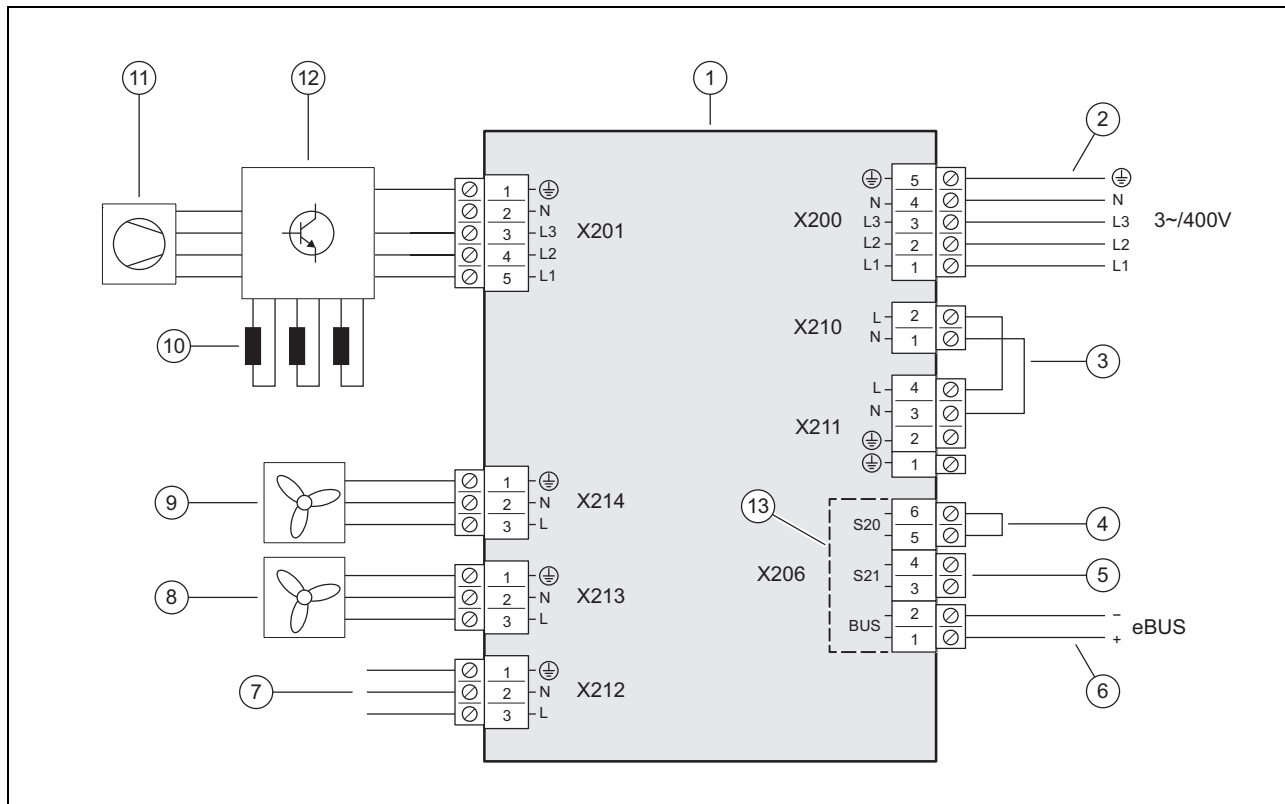 11
12
1
2
X201
1
2 N
3 L3
4 L2
5 L1
X200
5
N 4 N
L3 3 L3
L2 2 L2
L1 1 L1
3~/400V
10
X210
L 2
N 1
3
X211
L 4
N 3
2
1
9
1
2 N
3 L
X214
13
X206
S20
6
5
4
S21
4
3
5
BUS
2 −
1 +
eBUS
6
8
1
2 N
3 L
X213
7
1
2 N
3 L
X212